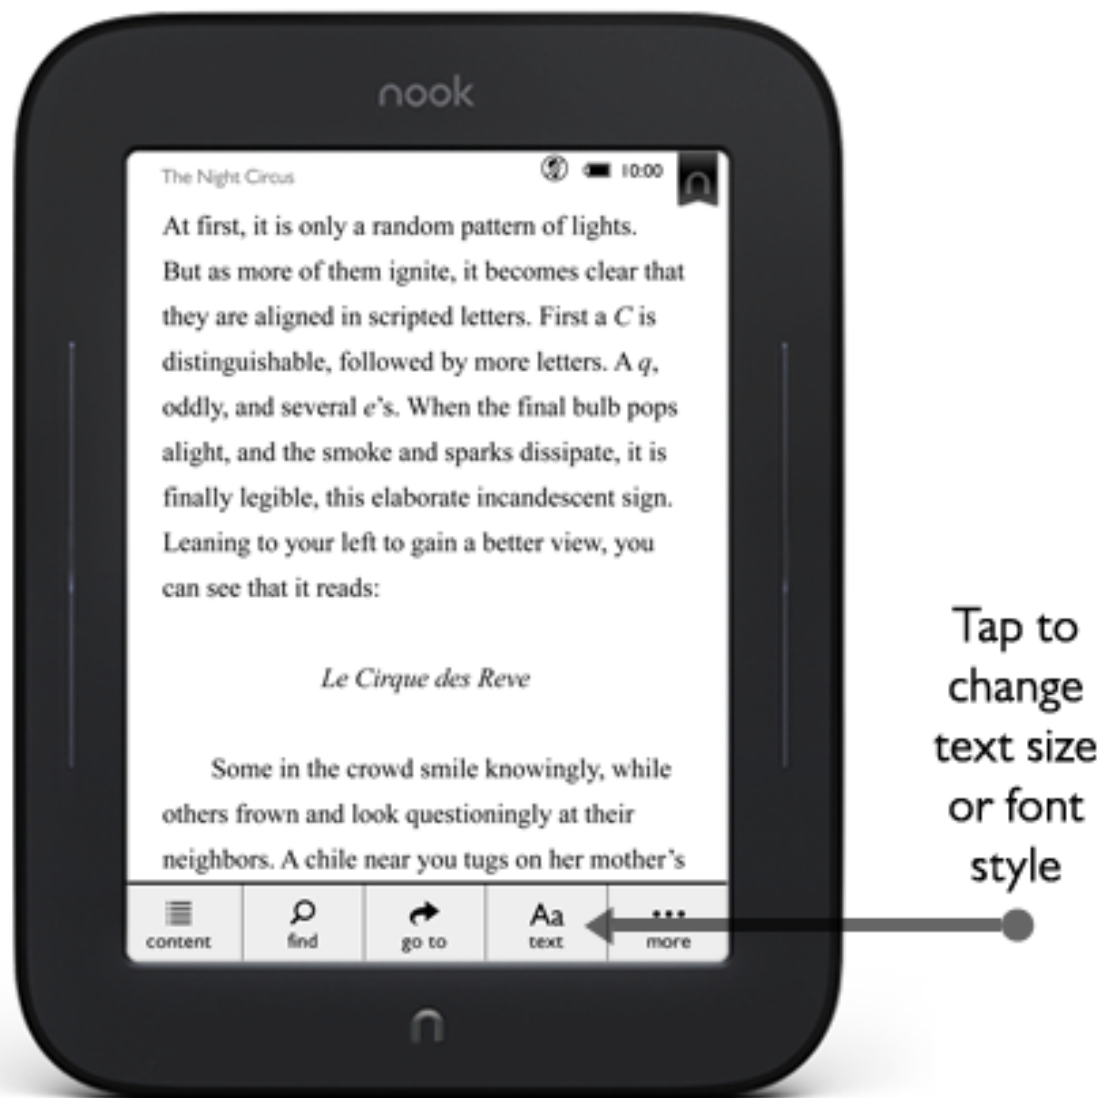 nook
The Night Circus
10:00
At first, it is only a random pattern of lights.
But as more of them ignite, it becomes clear that
they are aligned in scripted letters. First a C is
distinguishable, followed by more letters. A q,
oddly, and several e's. When the final bulb pops
alight, and the smoke and sparks dissipate, it is
finally legible, this elaborate incandescent sign.
Leaning to your left to gain a better view, you
can see that it reads:
Le Cirque des Reve
Some in the crowd smile knowingly, while
others frown and look questioningly at their
neighbors. A chile near you tugs on her mother's
content
find
go to
Aa
text
more
Tap to
change
text size
or font
style